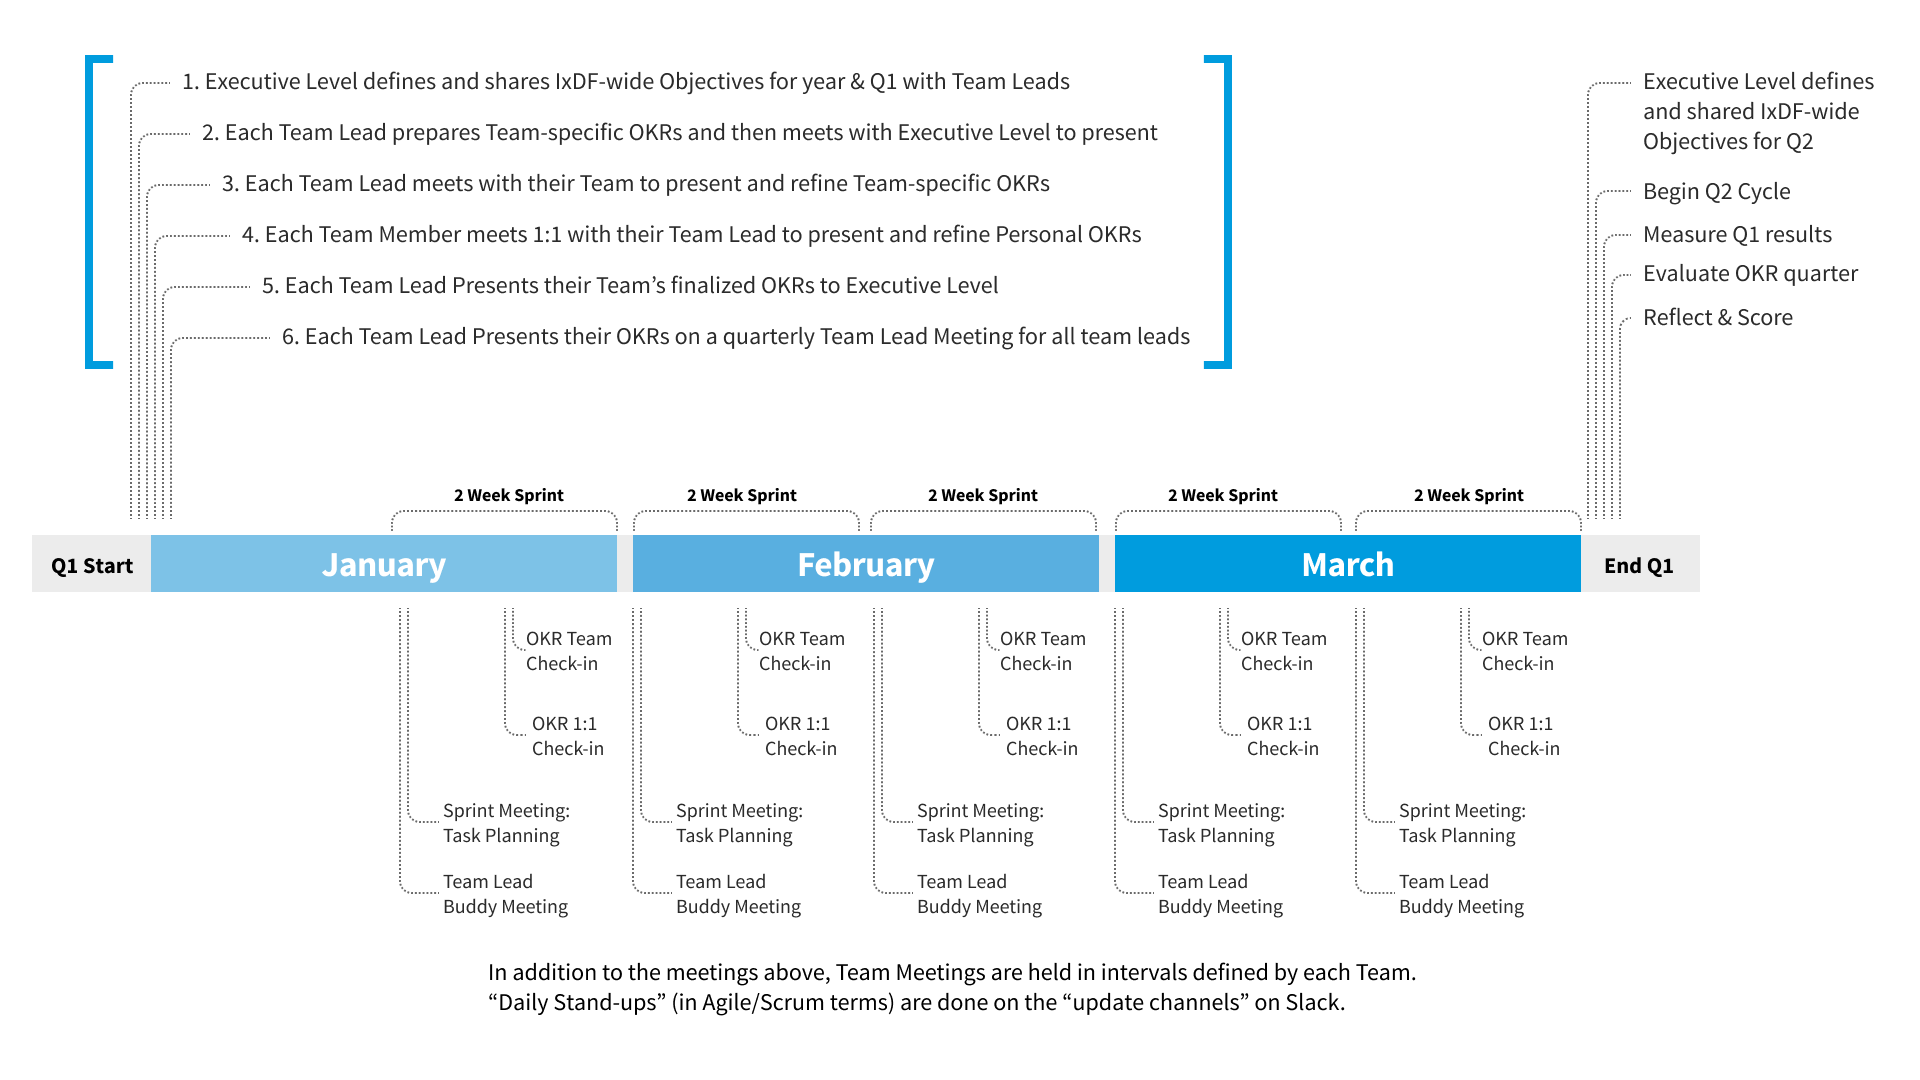 1. Executive Level defines and shares IxDF-wide Objectives for year & Q1 with Team Leads
2. Each Team Lead prepares Team-specific OKRs and then meets with Executive Level to present
3. Each Team Lead meets with their Team to present and refine Team-specific OKRs
4. Each Team Member meets 1:1 with their Team Lead to present and refine Personal OKRs
5. Each Team Lead Presents their Team’s finalized OKRs to Executive Level
6. Each Team Lead Presents their OKRs on a quarterly Team Lead Meeting for all team leads
Executive Level defines
and shared IxDF-wide
Objectives for Q2
Begin Q2 Cycle
Measure Q1 results
Evaluate OKR quarter
Reflect & Score
2 Week Sprint
2 Week Sprint
2 Week Sprint
2 Week Sprint
2 Week Sprint
Q1 Start
January
February
March
End Q1
OKR Team
Check-in
OKR 1:1
Check-in
Sprint Meeting:
Task Planning
Team Lead
Buddy Meeting
OKR Team
Check-in
OKR 1:1
Check-in
Sprint Meeting:
Task Planning
Team Lead
Buddy Meeting
OKR Team
Check-in
OKR 1:1
Check-in
Sprint Meeting:
Task Planning
Team Lead
Buddy Meeting
OKR Team
Check-in
OKR 1:1
Check-in
Sprint Meeting:
Task Planning
Team Lead
Buddy Meeting
OKR Team
Check-in
OKR 1:1
Check-in
Sprint Meeting:
Task Planning
Team Lead
Buddy Meeting
In addition to the meetings above, Team Meetings are held in intervals defined by each Team.
“Daily Stand-ups” (in Agile/Scrum terms) are done on the “update channels” on Slack.